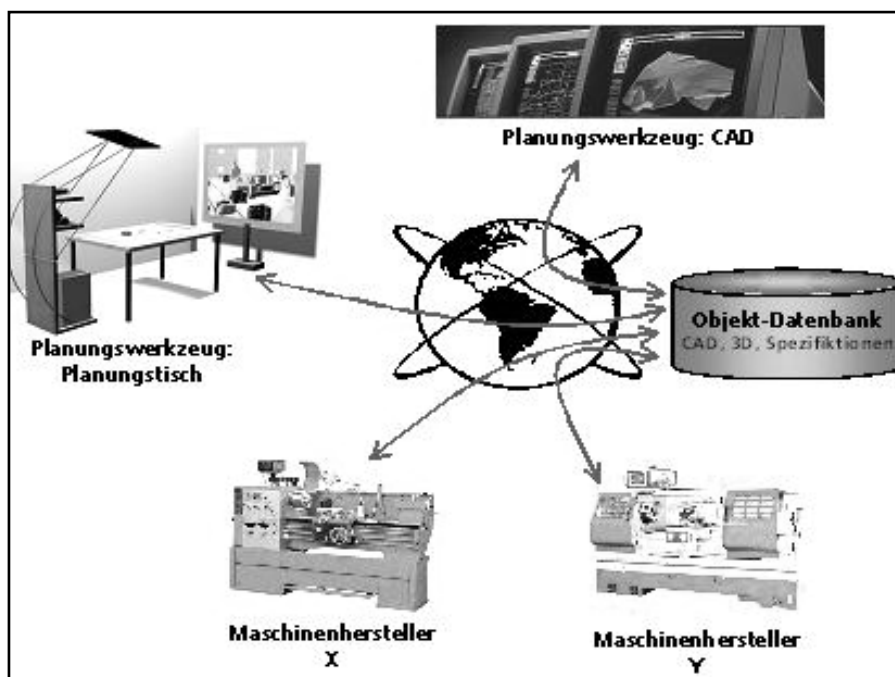 Planungswerkzeug: CAD
Objekt-Datenbank
CAD, 3D, Spezifiktionen
Planungswerkzeug:
Planungstisch
Maschinenhersteller
X
Maschinenhersteller
Y